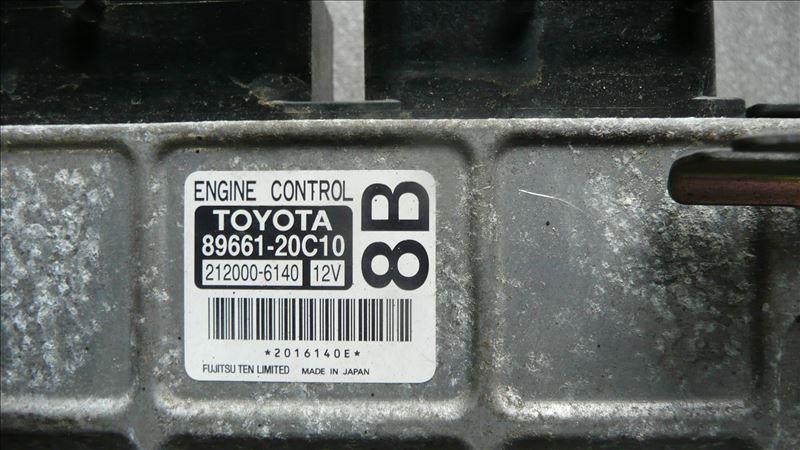 ENGINE CONTROL
TOYOTA
89661-20C10
212000-6140 12V
8B
*2016140E*
FUJITSU TEN LIMITED MADE IN JAPAN